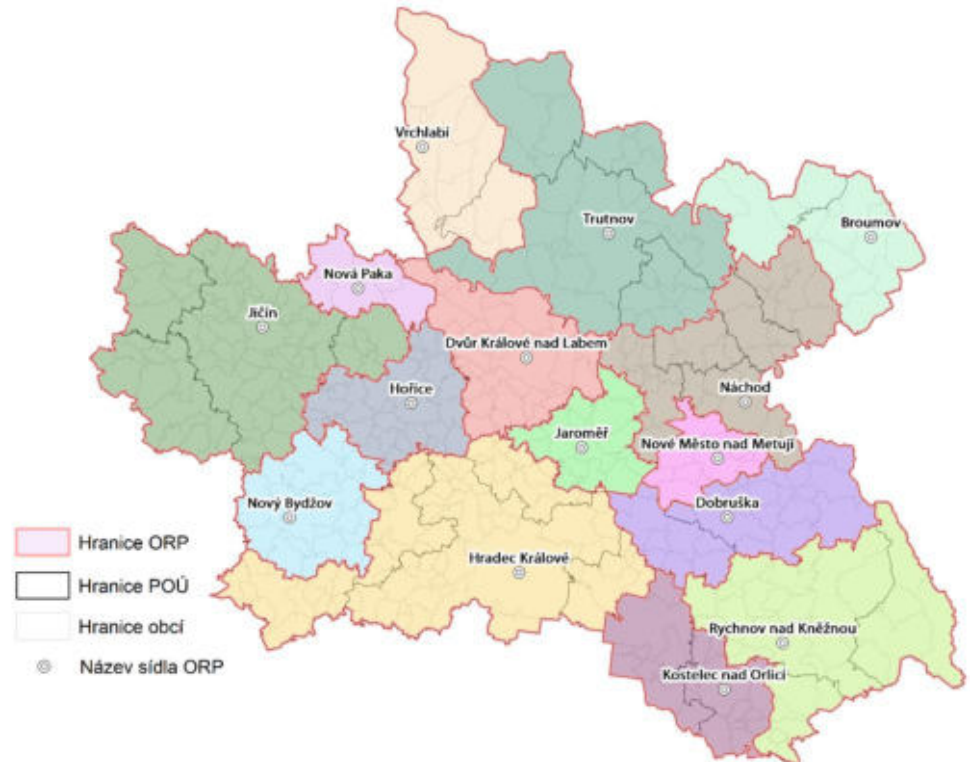 Vrchlabí
Trutnov
Broumov
Nová Paka
Jičín
Dvůr Králové nad Labem
Hořice
Náchod
Jaroměř
Nové Město nad Metují
Nový Bydžov
Dobruška
Hradec Králové
Rychnov nad Kněžnou
Kostelec nad Orlicí
Hranice ORP
Hranice POÚ
Hranice obcí
Název sídla ORP